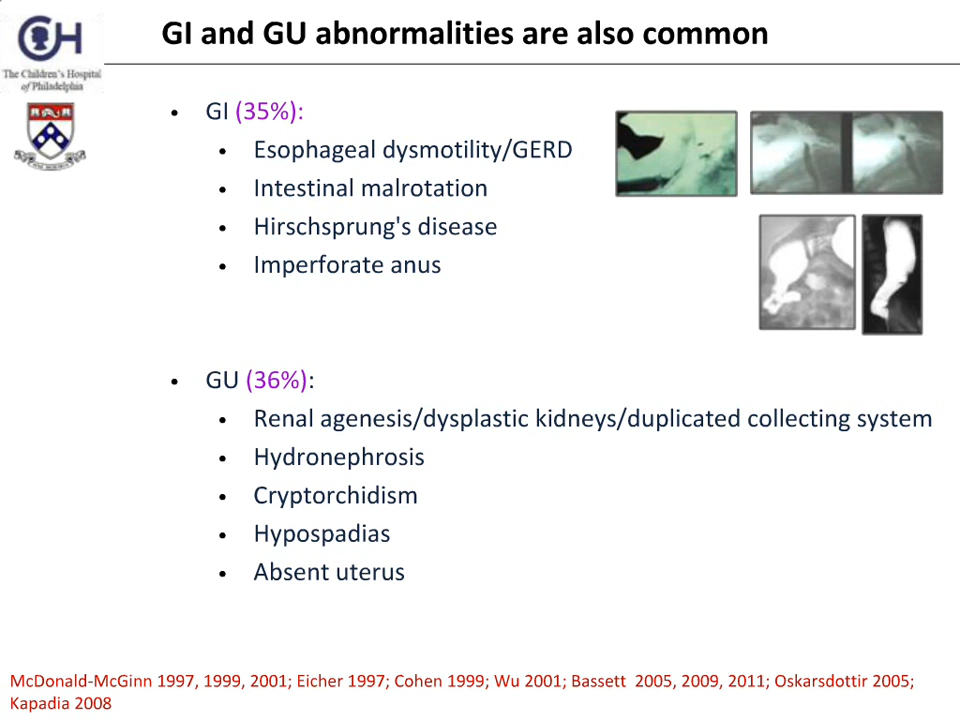 GI and GU abnormalities are also common
CH
The Children's Hospital
of Philadelphia
• GI (35%):
• Esophageal dysmotility/GERD
• Intestinal malrotation
• Hirschsprung's disease
• Imperforate anus
• GU (36%):
• Renal agenesis/dysplastic kidneys/duplicated collecting system
• Hydronephrosis
• Cryptorchidism
• Hypospadias
• Absent uterus
McDonald-McGinn 1997, 1999, 2001; Eicher 1997; Cohen 1999; Wu 2001; Bassett 2005, 2009, 2011; Oskarsdottir 2005;
Kapadia 2008